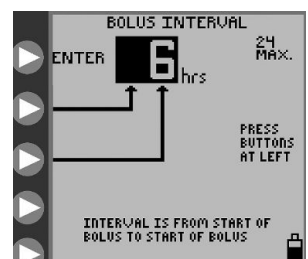 BOLUS INTERVAL
24
MAX.
ENTER 6 hrs
PRESS
BUTTONS
AT LEFT
INTERVAL IS FROM START OF
BOLUS TO START OF BOLUS